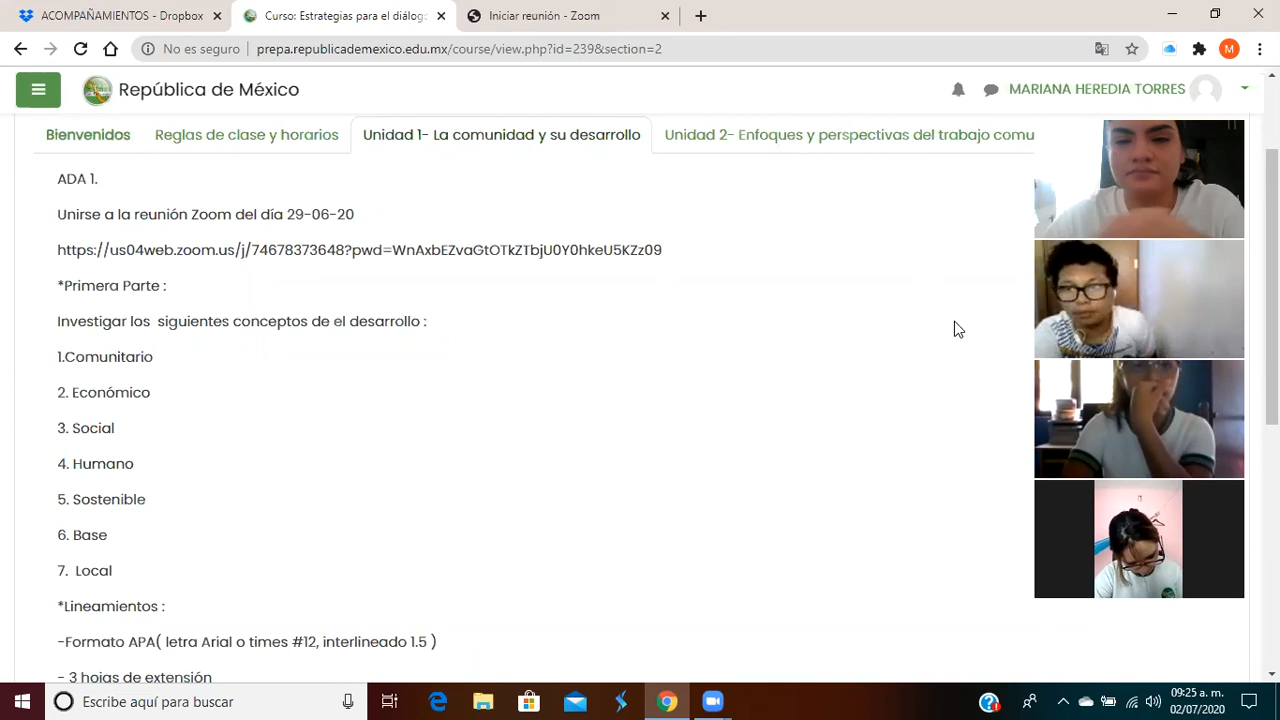 ACOMPAÑAMIENTOS - Dropbox
Curso: Estrategias para el diálogo
Iniciar reunión - Zoom
No es seguro
prepa.republicademexico.edu.mx/course/view.php?id=239&section=2
M
República de México
MARIANA HEREDIA TORRES
Bienvenidos
Reglas de clase y horarios
Unidad 1- La comunidad y su desarrollo
Unidad 2- Enfoques y perspectivas del trabajo comu
ADA 1.
Unirse a la reunión Zoom del día 29-06-20
https://us04web.zoom.us/j/74678373648?pwd=WnAxbEZvaGtOTkZTbjU0Y0hkeU5KZz09
*Primera Parte :
Investigar los siguientes conceptos de el desarrollo :
1.Comunitario
2. Económico
3. Social
4. Humano
5. Sostenible
6. Base
7. Local
*Lineamientos :
-Formato APA( letra Arial o times #12, interlineado 1.5 )
- 3 hojas de extensión
Escribe aquí para buscar
09:25 a. m.
02/07/2020